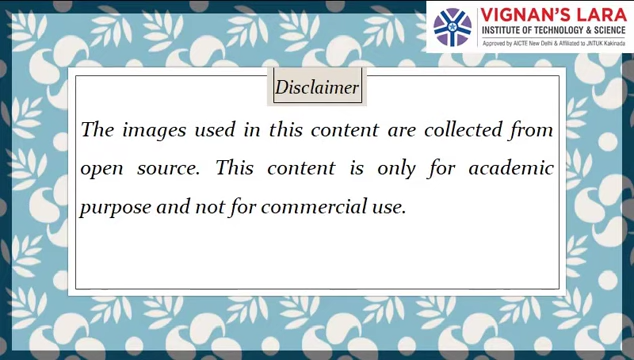 VIGNAN'S LARA
INSTITUTE OF TECHNOLOGY & SCIENCE
Approved by AICTE New Delhi & Affiliated to JNTUK Kakinada
Disclaimer
The images used in this content are collected from
open source. This content is only for academic
purpose and not for commercial use.